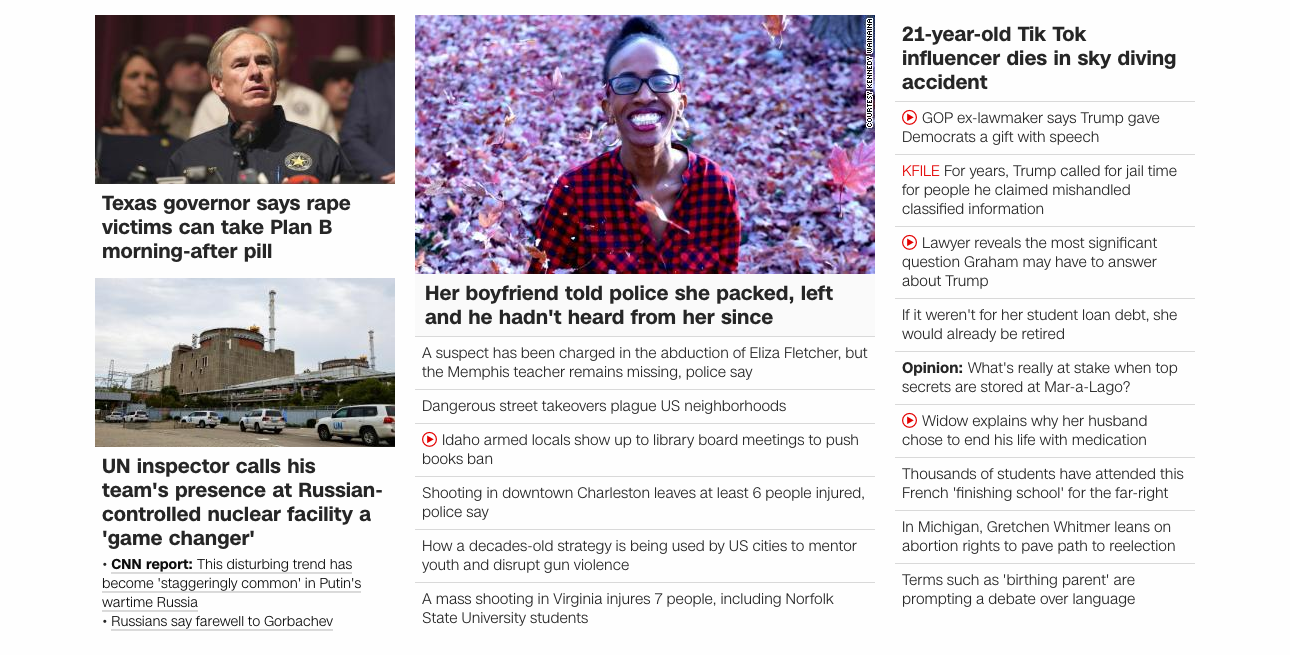 Texas governor says rape
victims can take Plan B
morning-after pill
UN
UN inspector calls his
team's presence at Russian-
controlled nuclear facility a
'game changer'
• CNN report: This disturbing trend has
become 'staggeringly common' in Putin's
wartime Russia
• Russians say farewell to Gorbachev
COURTESY KENNEDY WAINAINA
Her boyfriend told police she packed, left
and he hadn't heard from her since
A suspect has been charged in the abduction of Eliza Fletcher, but
the Memphis teacher remains missing, police say
Dangerous street takeovers plague US neighborhoods
Idaho armed locals show up to library board meetings to push
books ban
Shooting in downtown Charleston leaves at least 6 people injured,
police say
How a decades-old strategy is being used by US cities to mentor
youth and disrupt gun violence
A mass shooting in Virginia injures 7 people, including Norfolk
State University students
21-year-old Tik Tok
influencer dies in sky diving
accident
GOP ex-lawmaker says Trump gave
Democrats a gift with speech
KFILE For years, Trump called for jail time
for people he claimed mishandled
classified information
Lawyer reveals the most significant
question Graham may have to answer
about Trump
If it weren't for her student loan debt, she
would already be retired
Opinion: What's really at stake when top
secrets are stored at Mar-a-Lago?
Widow explains why her husband
chose to end his life with medication
Thousands of students have attended this
French 'finishing school' for the far-right
In Michigan, Gretchen Whitmer leans on
abortion rights to pave path to reelection
Terms such as 'birthing parent' are
prompting a debate over language